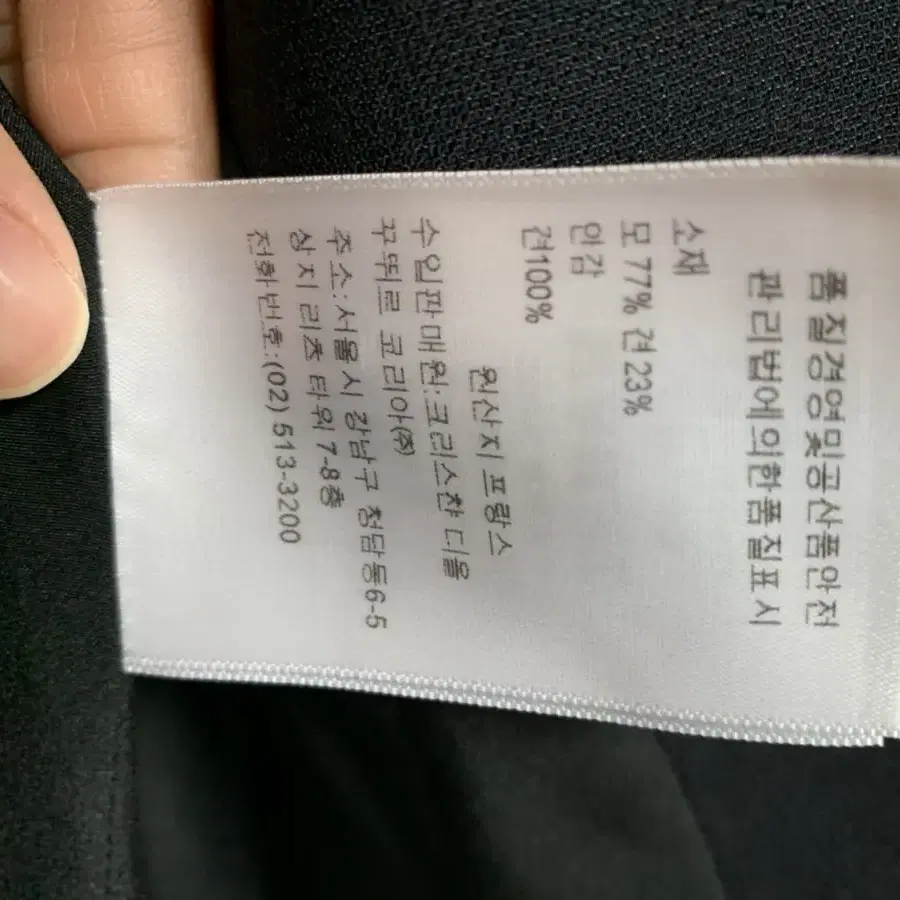 품질경영및공산품안전
관리법에의한품질표시
소재
모 77% 견 23%
안감
견100%
원산지 프랑스
수입판매원:크리스챤 디올
꾸뛰르 코리아(주)
주소:서울시 강남구 청담동6-5
상지리츠 타워 7-8층
전화번호:(02) 513-3200